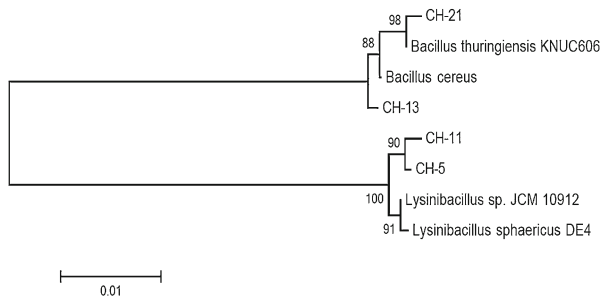 98
CH-21
Bacillus thuringiensis KNUC606
88
Bacillus cereus
CH-13
CH-11
90
CH-5
100
Lysinibacillus sp. JCM 10912
91
Lysinibacillus sphaericus DE4
0.01